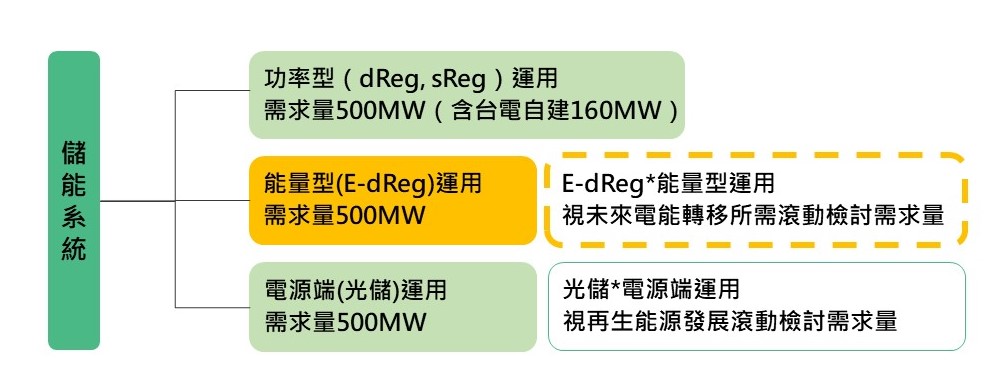 儲能系統
功率型（dReg, sReg）運用
需求量500MW（含台電自建160MW）
能量型(E-dReg)運用
需求量500MW
E-dReg*能量型運用
視未來電能轉移所需滾動檢討需求量
電源端(光儲)運用
需求量500MW
光儲*電源端運用
視再生能源發展滾動檢討需求量